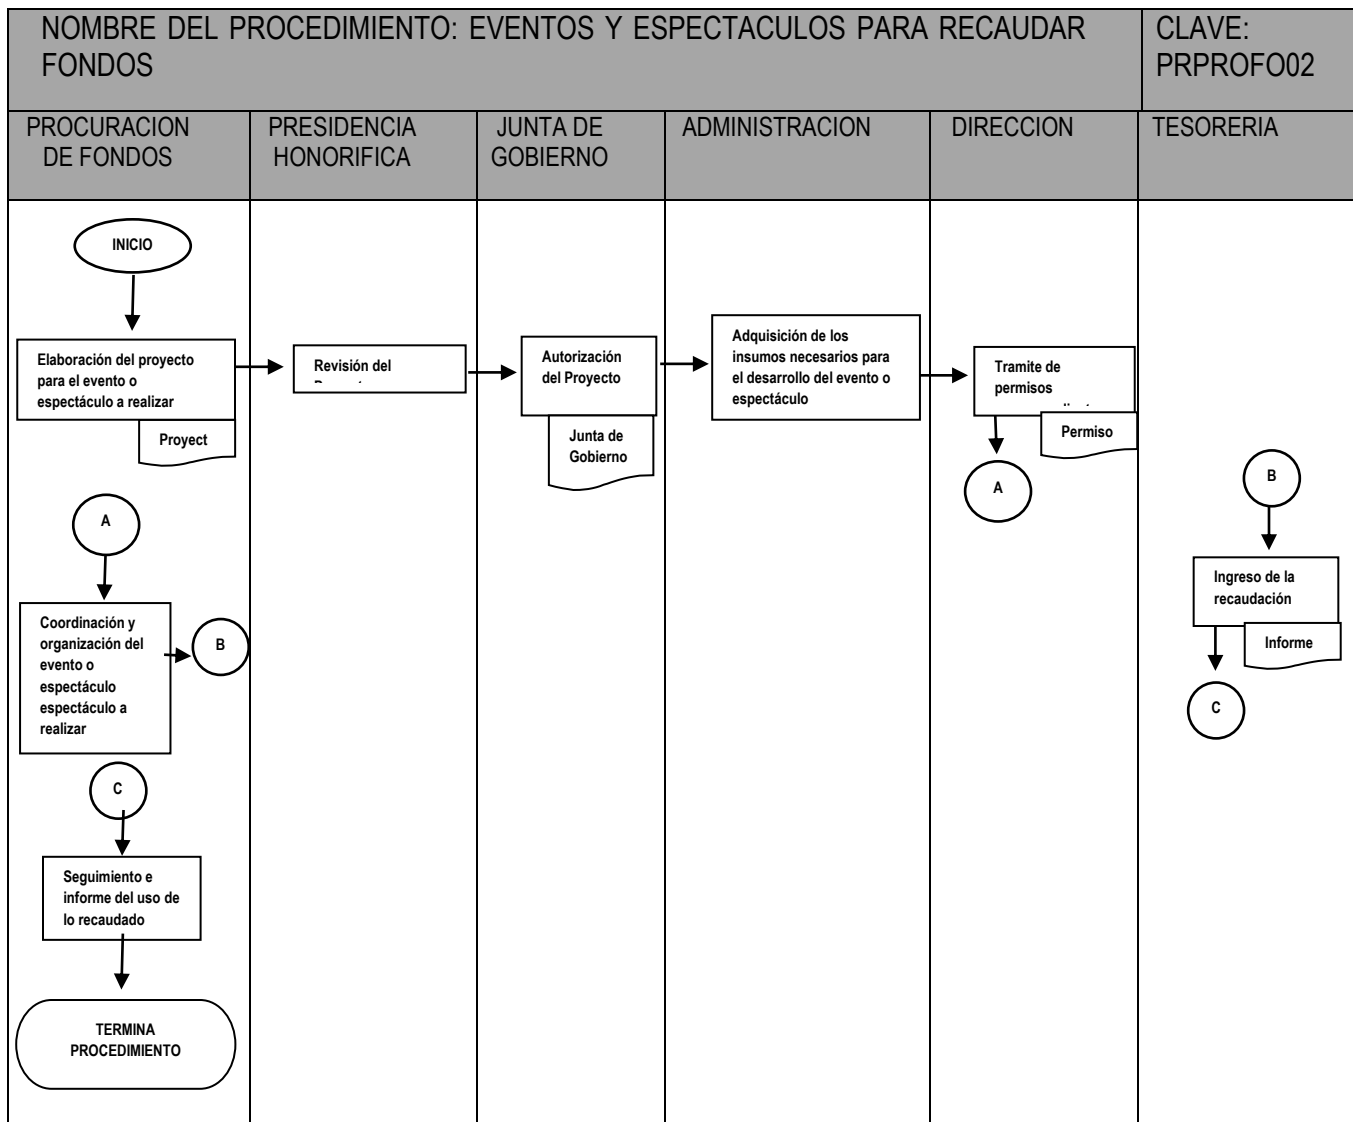 NOMBRE DEL PROCEDIMIENTO: EVENTOS Y ESPECTACULOS PARA RECAUDAR
FONDOS
CLAVE:
PRPROFO02
PROCURACION
DE FONDOS
PRESIDENCIA
HONORIFICA
JUNTA DE
GOBIERNO
ADMINISTRACION
DIRECCION
TESORERIA
INICIO
Elaboración del proyecto
para el evento o
espectáculo a realizar
Proyect
Revisión del
Autorización
del Proyecto
Junta de
Gobierno
Adquisición de los
insumos necesarios para
el desarrollo del evento o
espectáculo
Tramite de
permisos
Permiso
A
A
Coordinación y
organización del
evento o
espectáculo
espectáculo a
realizar
B
B
Ingreso de la
recaudación
Informe
C
C
Seguimiento e
informe del uso de
lo recaudado
TERMINA
PROCEDIMIENTO